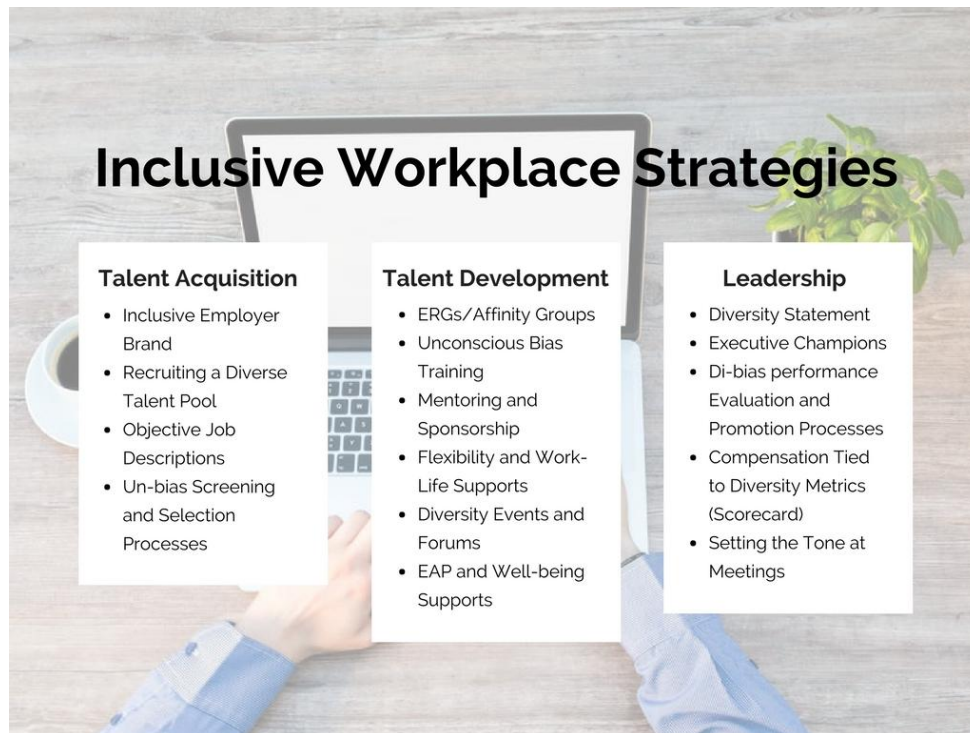 Inclusive Workplace Strategies
Talent Acquisition
• Inclusive Employer
Brand
• Recruiting a Diverse
Talent Pool
• Objective Job
Descriptions
• Un-bias Screening
and Selection
Processes
Talent Development
• ERGs/Affinity Groups
• Unconscious Bias
Training
• Mentoring and
Sponsorship
• Flexibility and Work-
Life Supports
• Diversity Events and
Forums
• EAP and Well-being
Supports
Leadership
• Diversity Statement
• Executive Champions
• Di-bias performance
Evaluation and
Promotion Processes
• Compensation Tied
to Diversity Metrics
(Scorecard)
• Setting the Tone at
Meetings